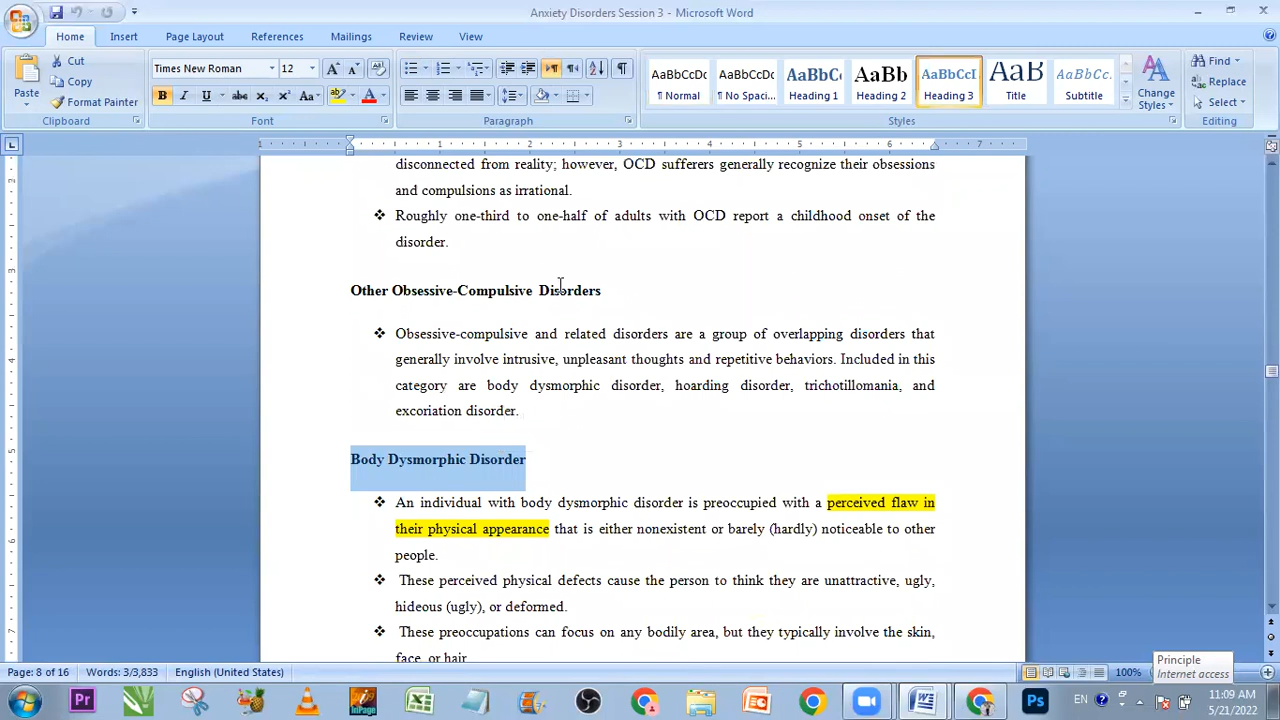 Anxiety Disorders Session 3 - Microsoft Word
Home Insert Page Layout References Mailings Review View
Paste Cut Copy Format Painter Clipboard
Times New Roman 12 Font
Paragraph
AaBbCcDc AaBbCcDc AaBbC AaBb AaBbCcI AaB AaBbCc.
¶ Normal ¶ No Spaci... Heading 1 Heading 2 Heading 3 Title Subtitle Change Styles
Styles
Find Replace Select Editing
disconnected from reality; however, OCD sufferers generally recognize their obsessions
and compulsions as irrational.
❖ Roughly one-third to one-half of adults with OCD report a childhood onset of the
disorder.
Other Obsessive-Compulsive Disorders
❖ Obsessive-compulsive and related disorders are a group of overlapping disorders that
generally involve intrusive, unpleasant thoughts and repetitive behaviors. Included in this
category are body dysmorphic disorder, hoarding disorder, trichotillomania, and
excoriation disorder.
Body Dysmorphic Disorder
❖ An individual with body dysmorphic disorder is preoccupied with a perceived flaw in
their physical appearance that is either nonexistent or barely (hardly) noticeable to other
people.
❖ These perceived physical defects cause the person to think they are unattractive, ugly,
hideous (ugly), or deformed.
❖ These preoccupations can focus on any bodily area, but they typically involve the skin,
face, or hair
Principle
Internet access
Page: 8 of 16 Words: 3/3,833 English (United States) 100%
EN 11:09 AM
5/21/2022